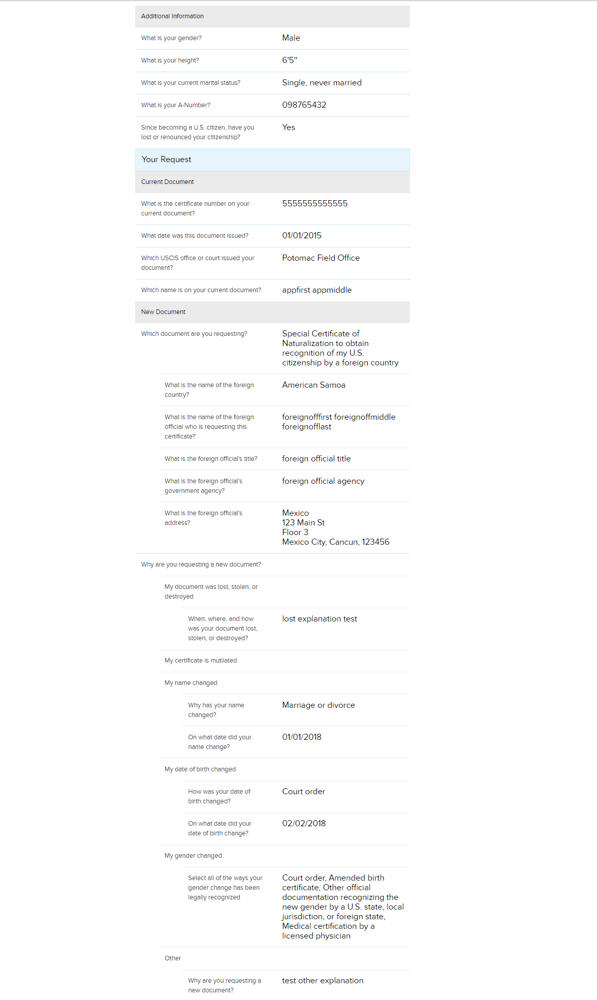 Additional Information
What is your gender? Male
What is your height? 6'5"
What is your current marital status? Single, never married
What is your A-Number? 098765432
Since becoming a U.S. citizen, have you Yes
lost or renounced your citizenship?
Your Request
Current Document
What is the certificate number on your 5555555555555
current document?
What date was this document issued? 01/01/2015
Which USCIS office or court issued your Potomac Field Office
document?
Which name is on your current document? appfirst appmiddle
New Document
Which document are you requesting? Special Certificate of
Naturalization to obtain
recognition of my U.S.
citizenship by a foreign country
What is the name of the foreign American Samoa
country?
What is the name of the foreign foreignofffirst foreignoffmiddle
official who is requesting this foreignofflast
certificate?
What is the foreign official's title? foreign official title
What is the foreign official's foreign official agency
government agency?
What is the foreign official's Mexico
address? 123 Main St
Floor 3
Mexico City, Cancun, 123456
Why are you requesting a new document?
My document was lost, stolen, or
destroyed
When, where, and how lost explanation test
was your document lost,
stolen, or destroyed?
My certificate is mutilated
My name changed
Why has your name Marriage or divorce
changed?
On what date did your 01/01/2018
name change?
My date of birth changed
How was your date of Court order
birth changed?
On what date did your 02/02/2018
date of birth change?
My gender changed
Select all of the ways your Court order, Amended birth
gender change has been certificate, Other official
legally recognized documentation recognizing the
new gender by a U.S. state, local
jurisdiction, or foreign state,
Medical certification by a
licensed physician
Other
Why are you requesting a test other explanation
new document?